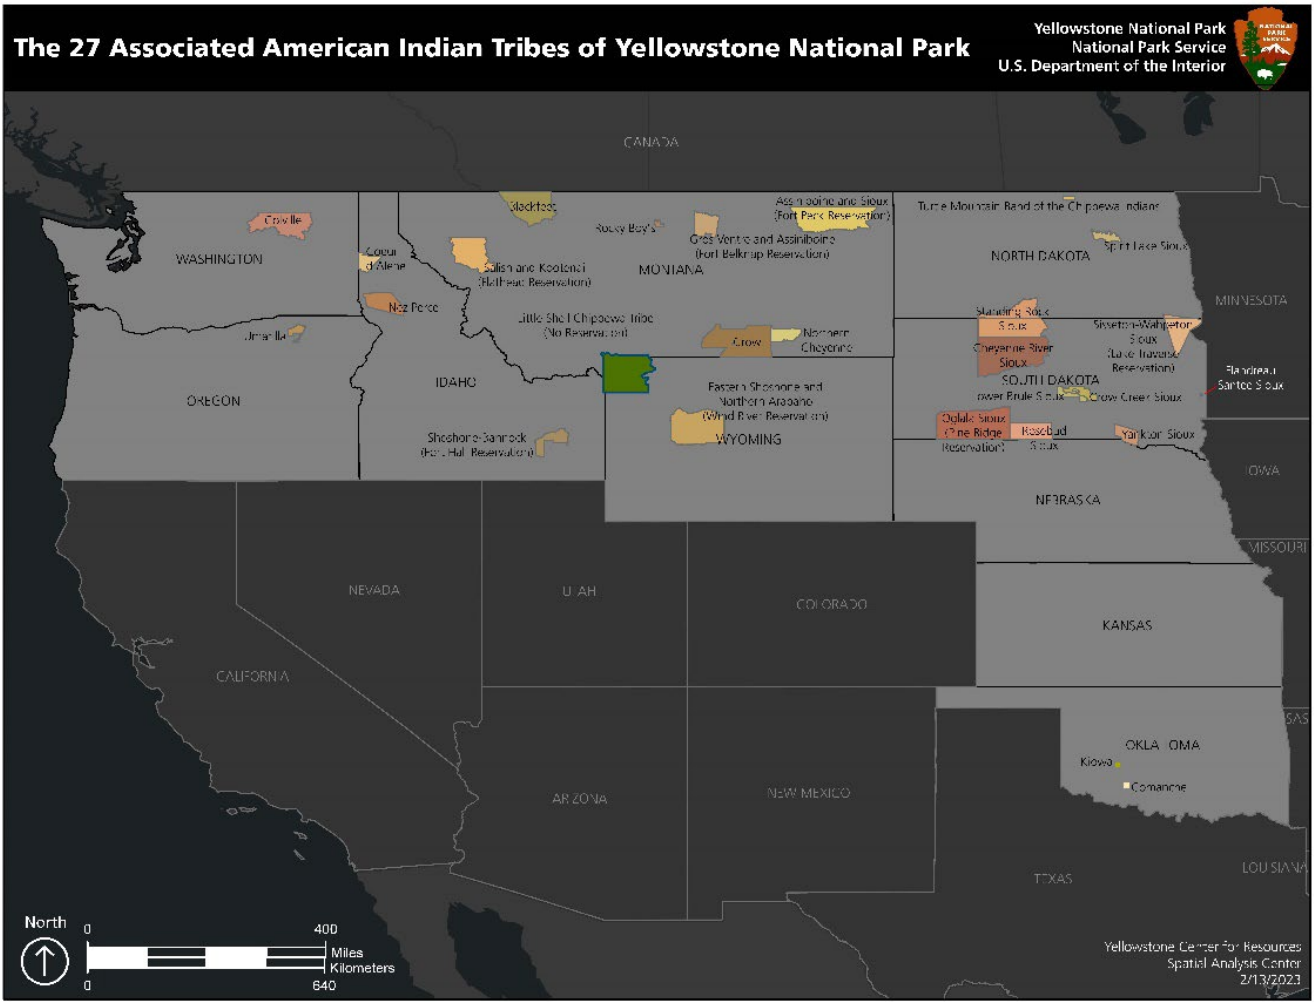 The 27 Associated American Indian Tribes of Yellowstone National Park
Yellowstone National Park
National Park Service
U.S. Department of the Interior
NATIONAL
PARK
SERVICE
CANADA
Colville
WASHINGTON
Coeur
d'Alene
Nez Perce
Umatilla
OREGON
IDAHO
Shoshone-Bannock
(Fort Hall Reservation)
Blackfeet
Salish and Kootenai
(Flathead Reservation)
Rocky Boy's
Gros Ventre and Assiniboine
(Fort Belknap Reservation)
MONTANA
Assiniboine and Sioux
(Fort Peck Reservation)
Little Shell Chippewa Tribe
(No Reservation)
Crow
Northern
Cheyenne
Eastern Shoshone and
Northern Arapaho
(Wind River Reservation)
WYOMING
Turtle Mountain Band of the Chippewa Indians
Spirit Lake Sioux
NORTH DAKOTA
Standing Rock
Sioux
Cheyenne River
Sioux
Sisseton-Wahpeton
Sioux
(Lake Traverse
Reservation)
MINNESOTA
Flandreau
Santee Sioux
SOUTH DAKOTA
ower Brule Sioux
Crow Creek Sioux
Oglala Sioux
(Pine Ridge
Reservation)
Rosebud
Sioux
Yankton Sioux
IOWA
NEBRASKA
MISSOURI
NEVADA
UTAH
COLORADO
KANSAS
CALIFORNIA
ARIZONA
NEW MEXICO
OKLAHOMA
Kiowa
Comanche
SAS
TEXAS
LOUISIANA
North
0
400
Miles
Kilometers
0
640
Yellowstone Center for Resources
Spatial Analysis Center
2/13/2023